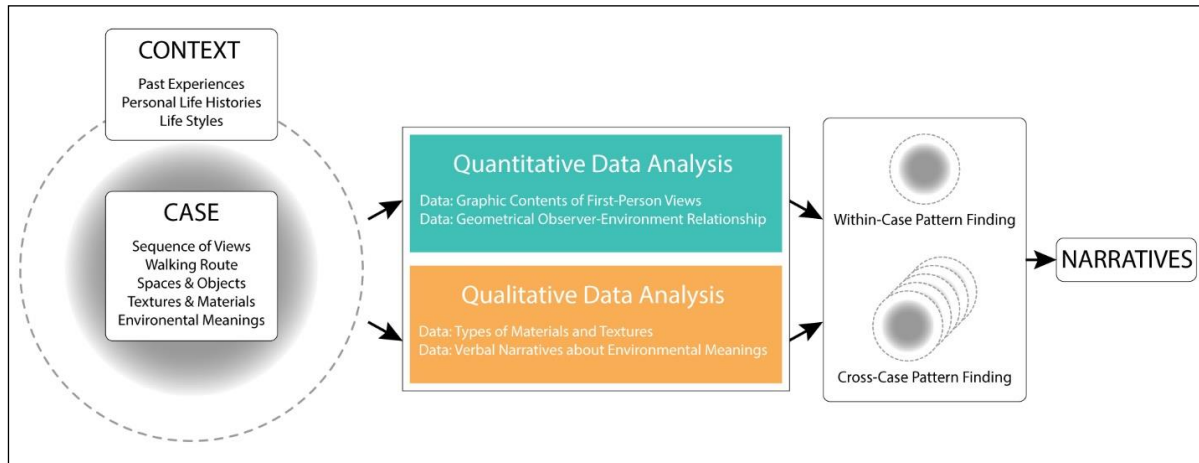 CONTEXT
Past Experiences
Personal Life Histories
Life Styles
CASE
Sequence of Views
Walking Route
Spaces & Objects
Textures & Materials
Environental Meanings
Quantitative Data Analysis
Data: Graphic Contents of First-Person Views
Data: Geometrical Observer-Environment Relationship
Qualitative Data Analysis
Data: Types of Materials and Textures
Data: Verbal Narratives about Environmental Meanings
Within-Case Pattern Finding
Cross-Case Pattern Finding
NARRATIVES